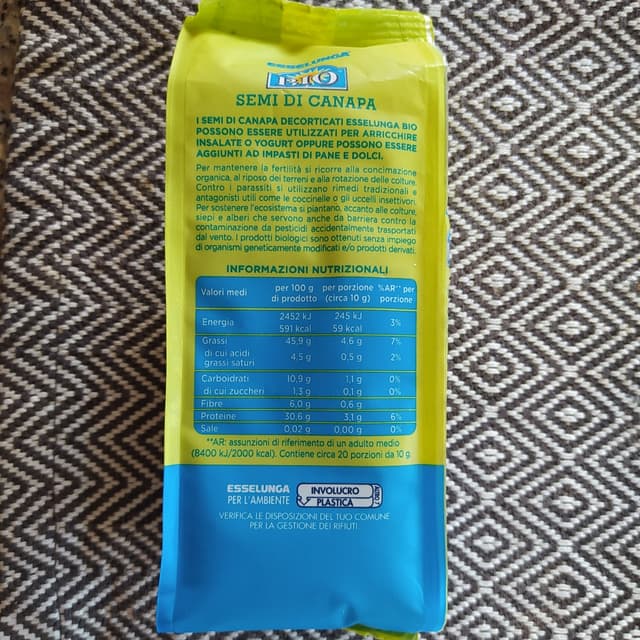 ESSELUNGA
BIO
SEMI DI CANAPA
I SEMI DI CANAPA DECORTICATI ESSELUNGA BIO
POSSONO ESSERE UTILIZZATI PER ARRICCHIRE
INSALATE O YOGURT OPPURE POSSONO ESSERE
AGGIUNTI AD IMPASTI DI PANE E DOLCI.
Per mantenere la fertilità si ricorre alla concimazione
organica, al riposo dei terreni e alla rotazione delle colture.
Contro i parassiti si utilizzano rimedi tradizionali e
antagonisti utili come le coccinelle o gli uccelli insettivori.
Per sostenere l'ecosistema si piantano, accanto alle colture,
siepi e alberi che servono anche da barriera contro la
contaminazione da pesticidi accidentalmente trasportati
dal vento. I prodotti biologici sono ottenuti senza impiego
di organismi geneticamente modificati e/o prodotti derivati.
INFORMAZIONI NUTRIZIONALI
Valori medi per 100 g di prodotto per porzione (circa 10 g) %AR** per porzione
Energia 2452 kJ 245 kJ 3%
591 kcal 59 kcal
Grassi 45,9 g 4,6 g 7%
di cui acidi grassi saturi 4,5 g 0,5 g 2%
Carboidrati 10,9 g 1,1 g 0%
di cui zuccheri 1,3 g 0,1 g 0%
Fibre 6,0 g 0,6 g
Proteine 30,6 g 3,1 g 6%
Sale 0,02 g 0,00 g 0%
**AR: assunzioni di riferimento di un adulto medio
(8400 kJ/2000 kcal). Contiene circa 20 porzioni da 10 g.
ESSELUNGA
PER L'AMBIENTE
INVOLUCRO
PLASTICA
VERIFICA LE DISPOSIZIONI DEL TUO COMUNE
PER LA GESTIONE DEI RIFIUTI